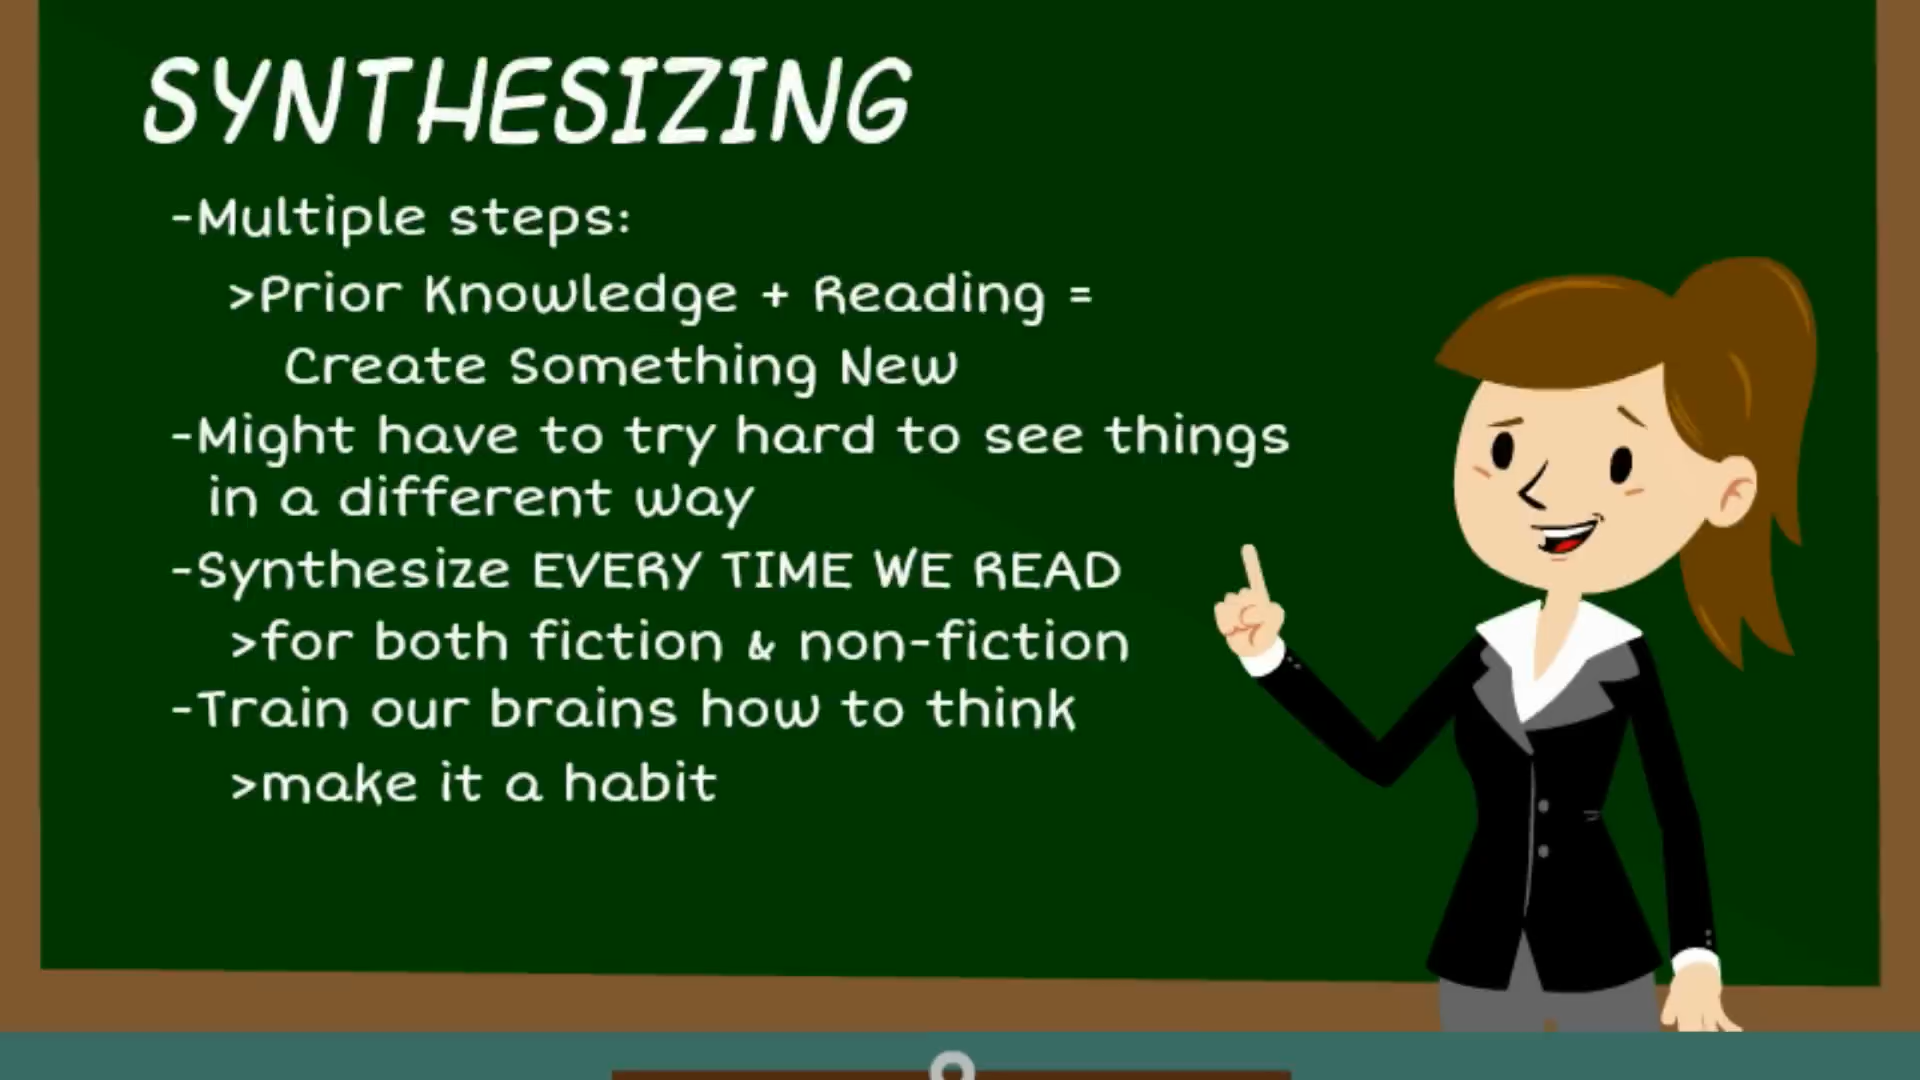 SYNTHESIZING
-Multiple steps:
>Prior Knowledge + Reading =
Create Something New
-Might have to try hard to see things
in a different way
-Synthesize EVERY TIME WE READ
>for both fiction & non-fiction
-Train our brains how to think
>make it a habit